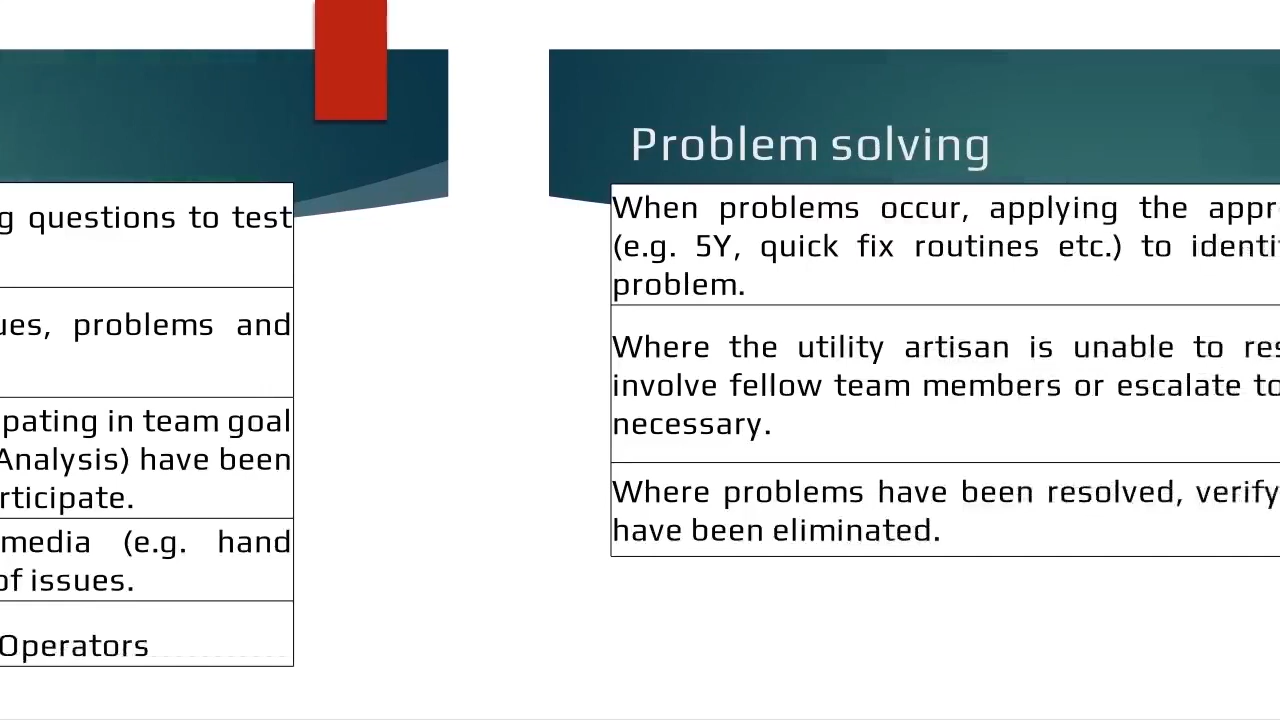 g questions to test
ues, problems and
pating in team goal
Analysis) have been
rticipate.
media (e.g. hand
of issues.
Operators
Problem solving
When problems occur, applying the appr
(e.g. 5Y, quick fix routines etc.) to identi
problem.
Where the utility artisan is unable to res
involve fellow team members or escalate to
necessary.
Where problems have been resolved, verify
have been eliminated.